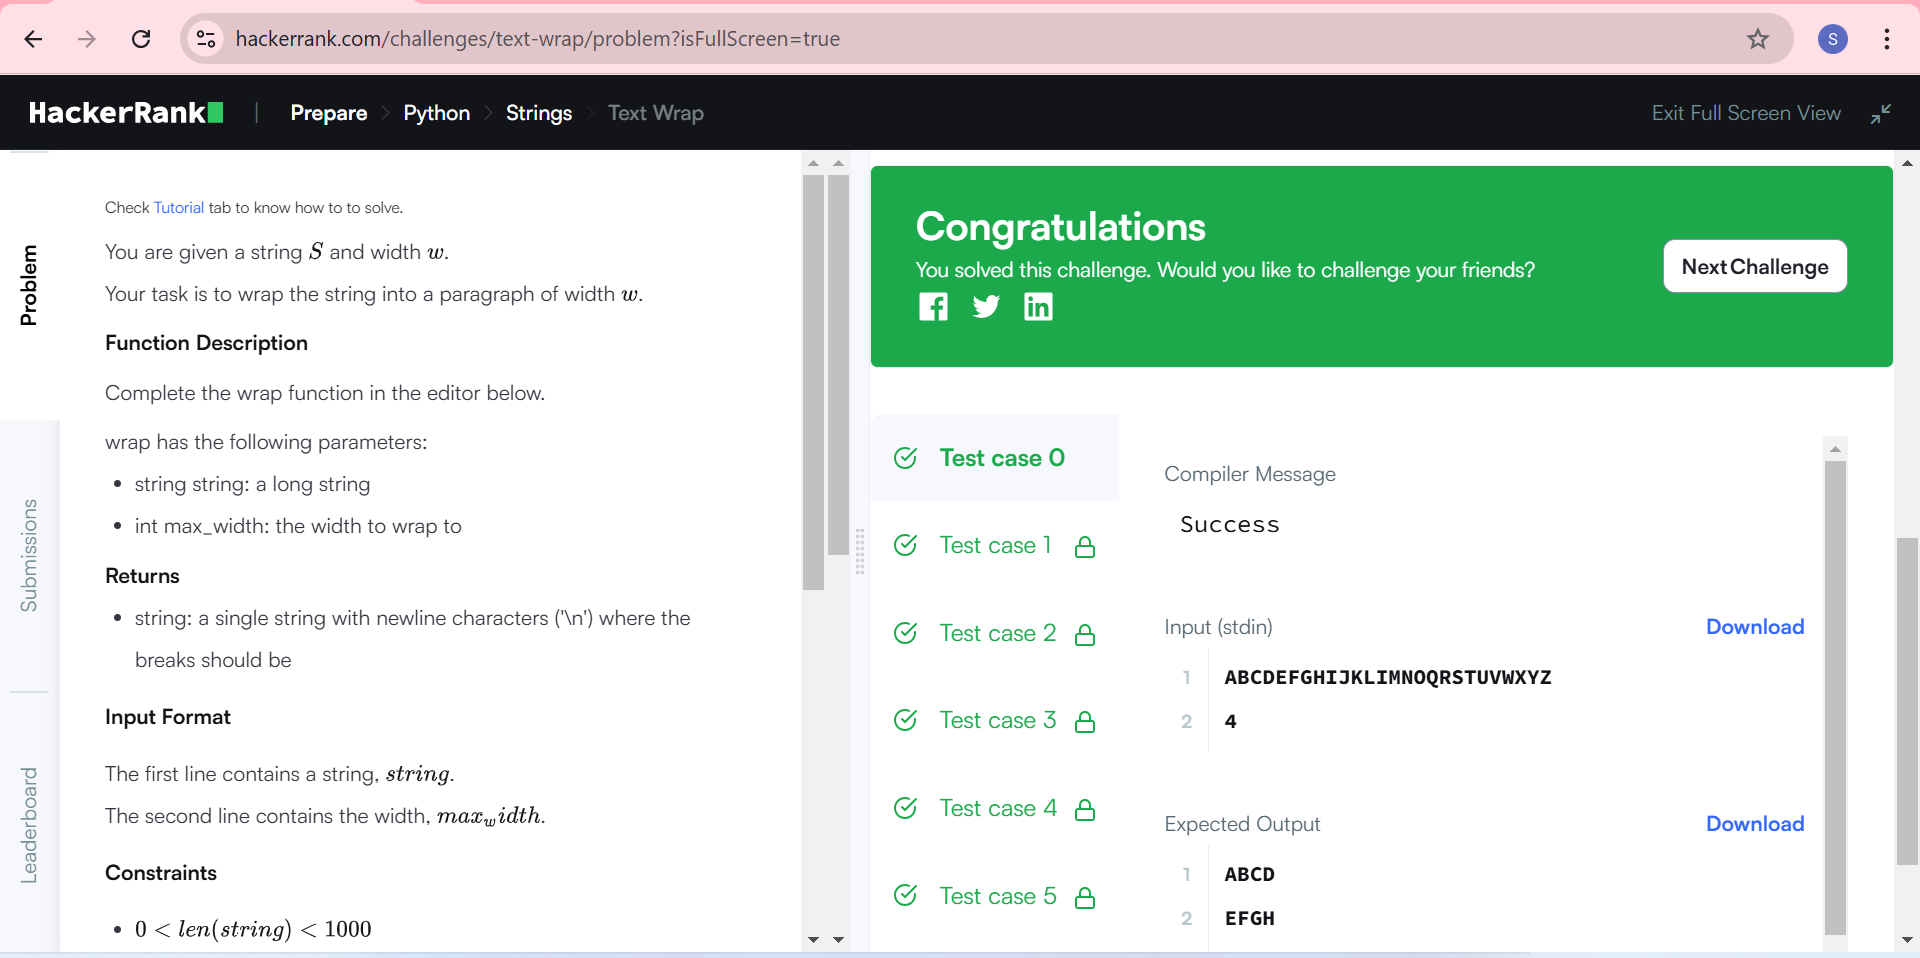 hackerrank.com/challenges/text-wrap/problem?isFullScreen=true
S
HackerRank | Prepare > Python > Strings > Text Wrap
Exit Full Screen View
Problem
Submissions
Leaderboard
Check Tutorial tab to know how to to solve.
You are given a string S and width w.
Your task is to wrap the string into a paragraph of width w.
Function Description
Complete the wrap function in the editor below.
wrap has the following parameters:
• string string: a long string
• int max_width: the width to wrap to
Returns
• string: a single string with newline characters ('\n') where the
breaks should be
Input Format
The first line contains a string, string.
The second line contains the width, max_width.
Constraints
• 0 < len(string) < 1000
Congratulations
You solved this challenge. Would you like to challenge your friends?
Next Challenge
Test case 0
Test case 1
Test case 2
Test case 3
Test case 4
Test case 5
Compiler Message
Success
Input (stdin)
Download
1 ABCDEFGHIJKLIMNOQRSTUVWXYZ
2 4
Expected Output
Download
1 ABCD
2 EFGH